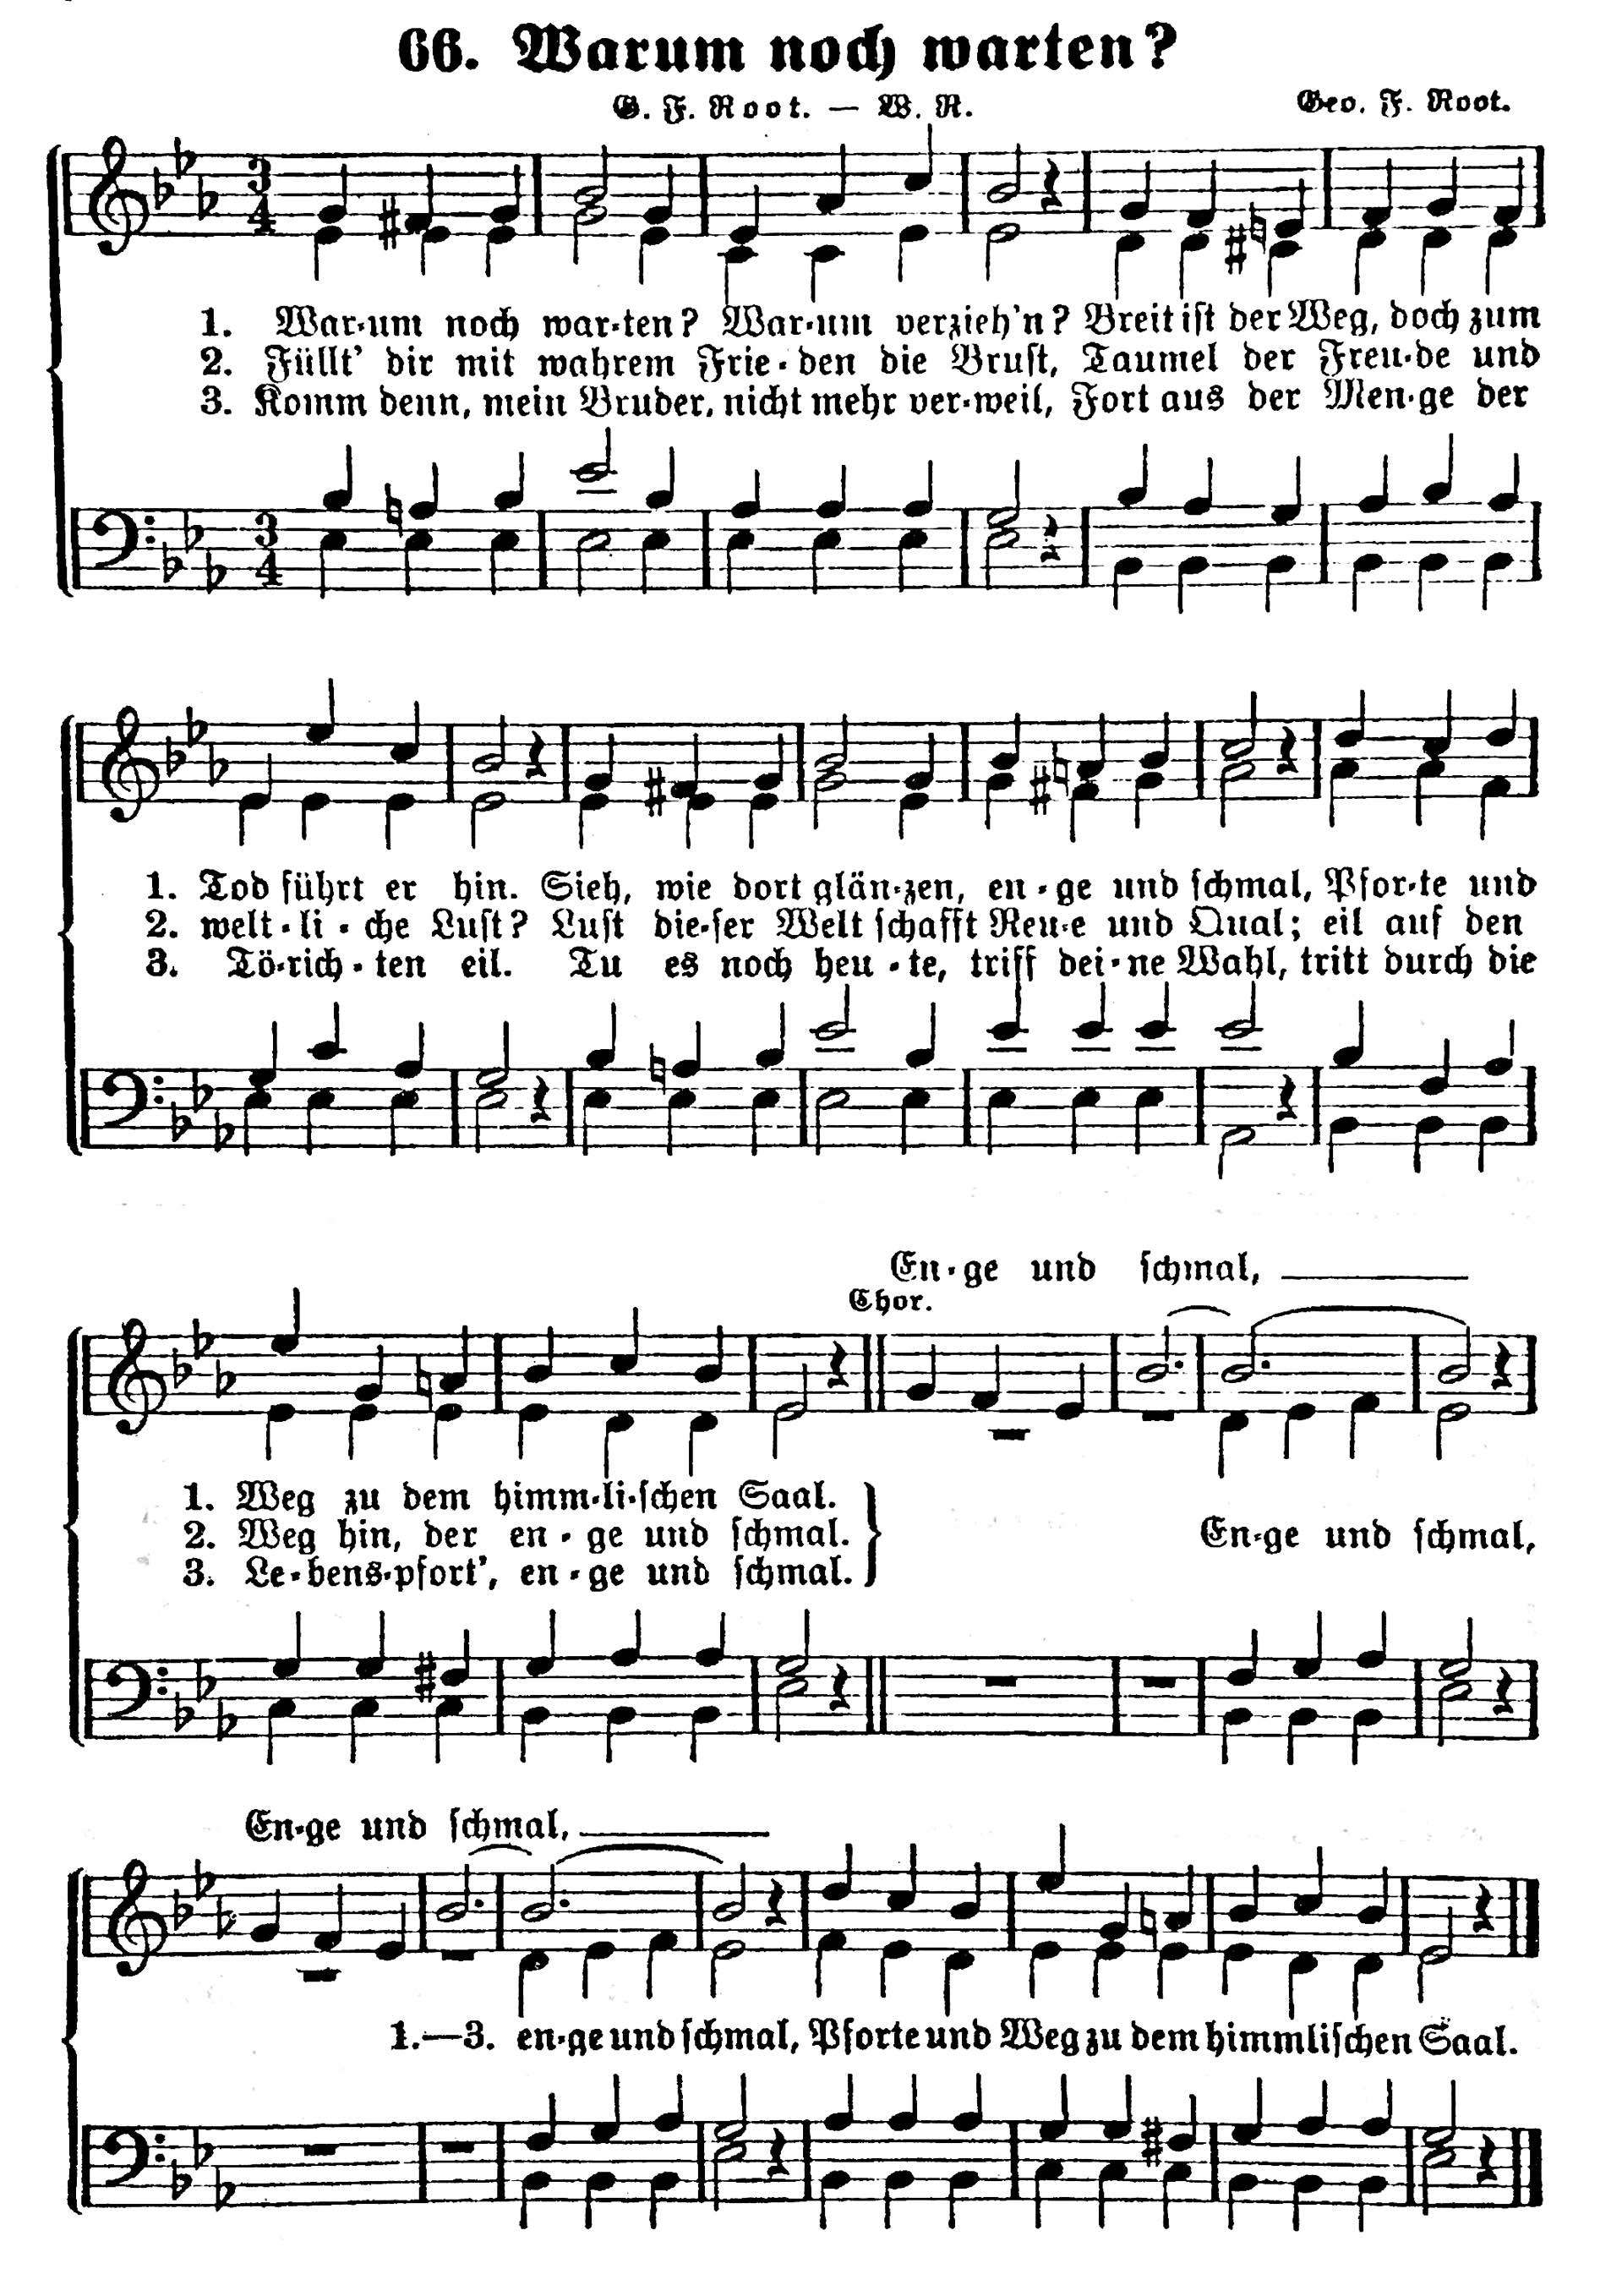 66. Warum noch warten?
G. F. Root. — W. R. Geo. F. Root.
1. War-um noch war-ten? War-um verzieh'n? Breit ist der Weg, doch zum
2. Füllt' dir mit wahrem Frie-den die Brust, Taumel der Freu-de und
3. Komm denn, mein Bruder, nicht mehr ver-weil, Fort aus der Men-ge der
1. Tod führt er hin. Sieh, wie dort glän-zen, en-ge und schmal, Pfor-te und
2. welt-li-che Lust? Lust die-ser Welt schafft Reu-e und Qual; eil auf den
3. Tö-rich-ten eil. Tu es noch heu-te, triff dei-ne Wahl, tritt durch die
En-ge und schmal,
Chor.
1. Weg zu dem himm-li-schen Saal.
2. Weg hin, der en-ge und schmal.
3. Le-bens-pfort', en-ge und schmal.
En-ge und schmal,
En-ge und schmal,
1.—3. en-ge und schmal, Pforte und Weg zu dem himmlischen Saal.